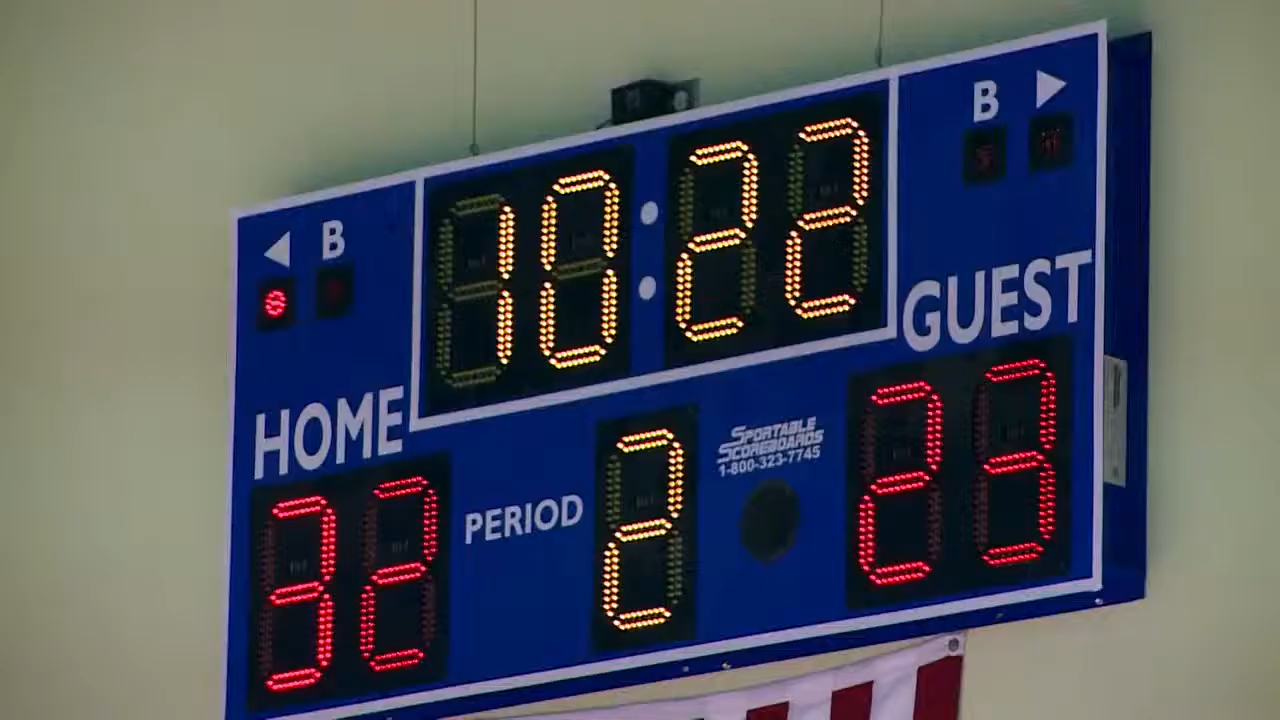 B
B
10:22
HOME
GUEST
32
PERIOD
2
SPORTABLE
SCOREBOARDS
1-800-323-7745
23